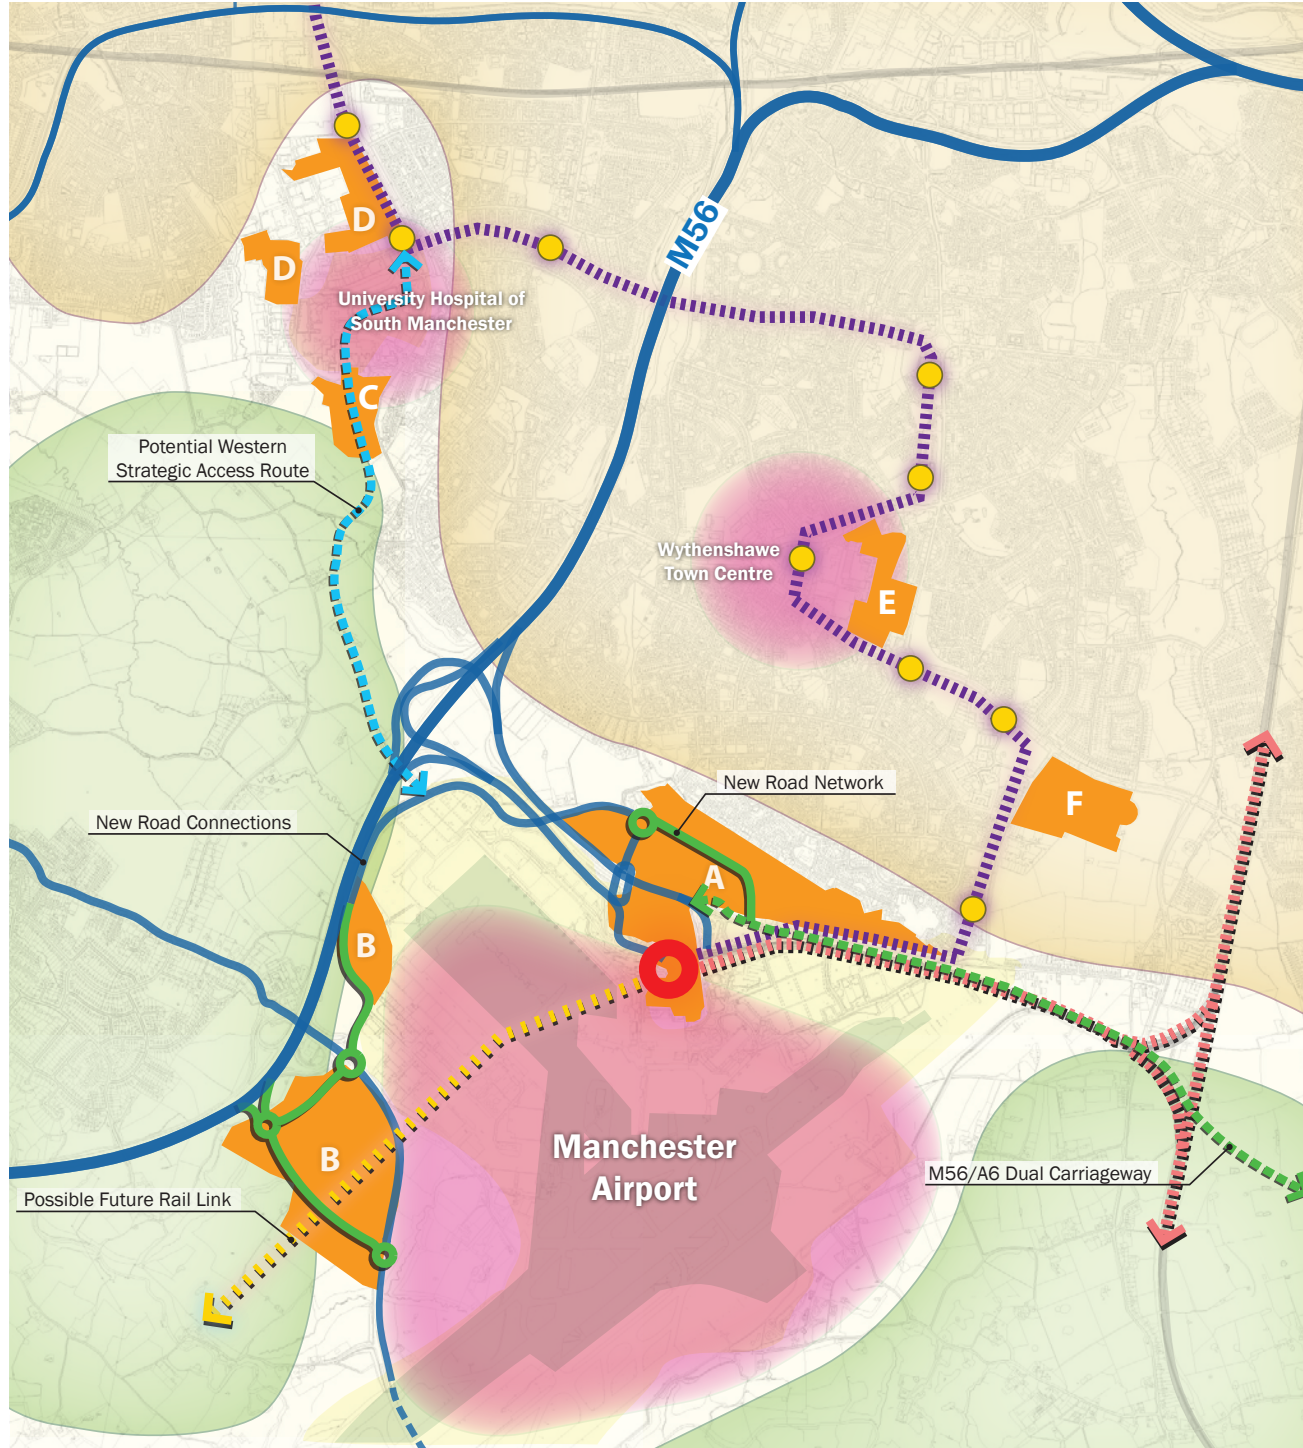 M56
D
D
University Hospital of
South Manchester
C
Potential Western
Strategic Access Route
Wythenshawe
Town Centre
E
New Road Network
F
New Road Connections
A
B
Manchester
Airport
B
M56/A6 Dual Carriageway
Possible Future Rail Link